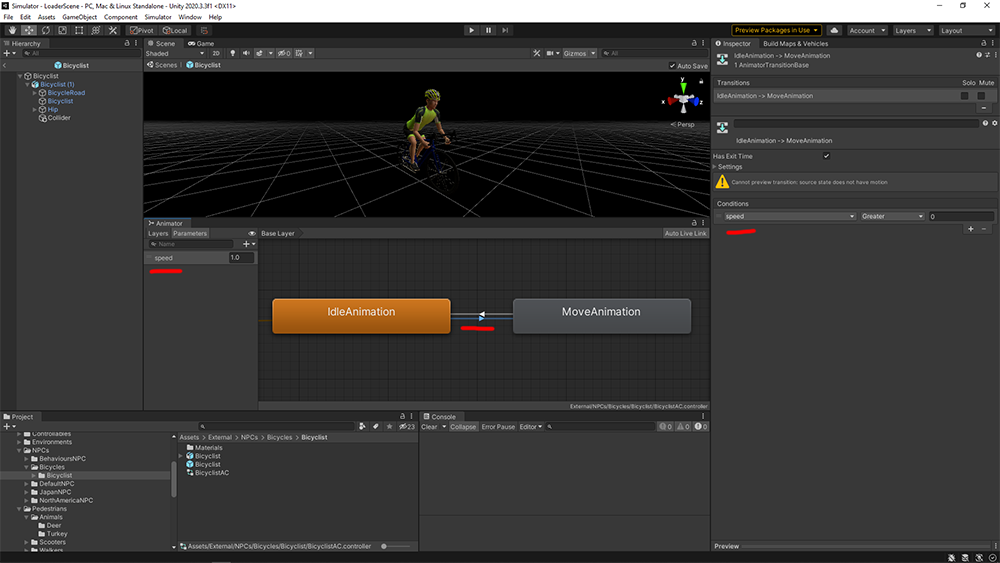 Simulator - LoaderScene - PC, Mac & Linux Standalone - Unity 2020.3.3f1 <DX11>
File Edit Assets GameObject Component Simulator Window Help
Pivot Local Preview Packages in Use Account Layers Layout
Hierarchy
All
Bicyclist
Bicyclist
Bicyclist (1)
BicycleRoad
Bicyclist
Hip
Collider
Scene Game
Shaded 2D 0 Gizmos All
Scenes Bicyclist Auto Save
y
x
z
< Persp
Animator
Layers Parameters Base Layer Auto Live Link
Name
speed 1.0
IdleAnimation MoveAnimation
External/NPCs/Bicycles/Bicyclist/BicyclistAC.controller
Inspector Build Maps & Vehicles
IdleAnimation -> MoveAnimation
1 AnimatorTransitionBase
Transitions Solo Mute
IdleAnimation -> MoveAnimation
IdleAnimation -> MoveAnimation
Has Exit Time
Settings
Cannot preview transition: source state does not have motion
Conditions
speed Greater 0
Preview
Project
23
Controllables
Environments
NPCs
BehavioursNPC
Bicycles
Bicyclist
DefaultNPC
JapanNPC
NorthAmericaNPC
Pedestrians
Animals
Deer
Turkey
Scooters
Walkers
Assets > External > NPCs > Bicycles > Bicyclist
Materials
Bicyclist
Bicyclist
BicyclistAC
Assets/External/NPCs/Bicycles/Bicyclist/BicyclistAC.controller
Console
Clear Collapse Error Pause Editor 0 0 0